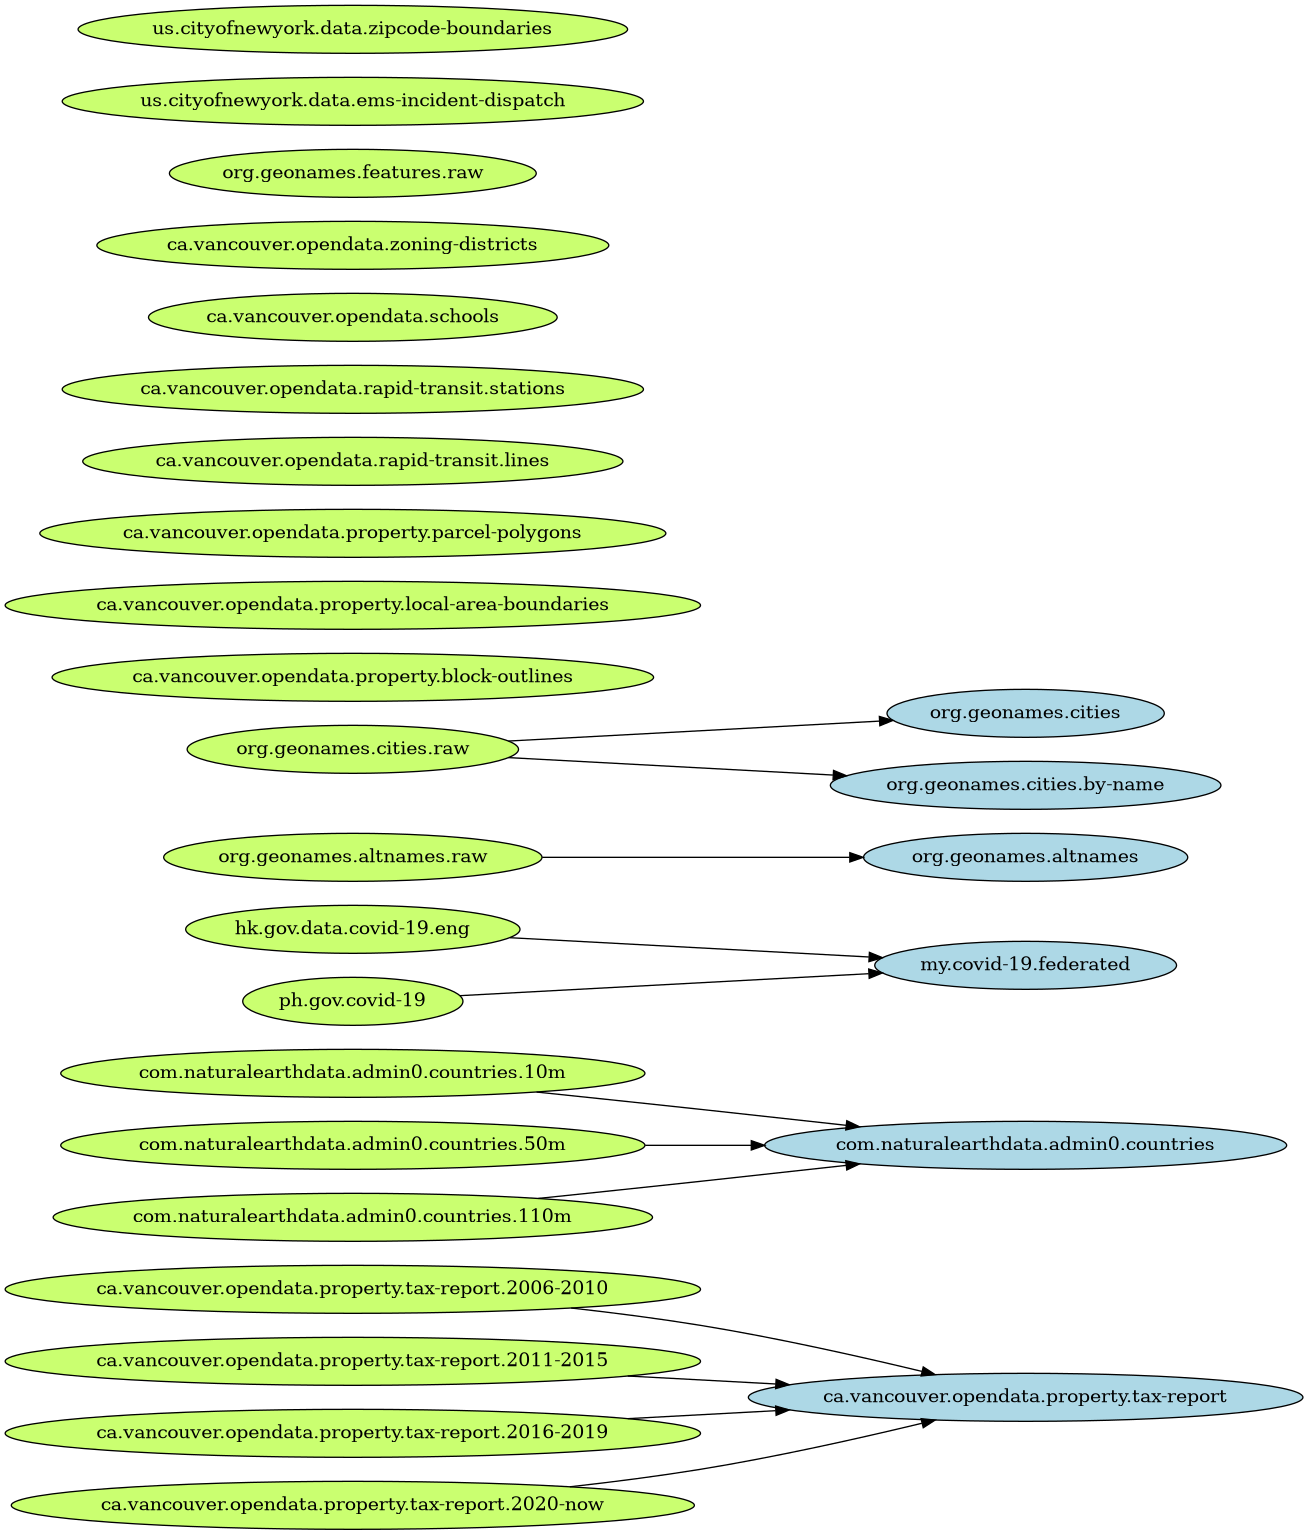 us.cityofnewyork.data.zipcode-boundaries
us.cityofnewyork.data.ems-incident-dispatch
org.geonames.features.raw
ca.vancouver.opendata.zoning-districts
ca.vancouver.opendata.schools
ca.vancouver.opendata.rapid-transit.stations
ca.vancouver.opendata.rapid-transit.lines
ca.vancouver.opendata.property.parcel-polygons
ca.vancouver.opendata.property.local-area-boundaries
ca.vancouver.opendata.property.block-outlines
org.geonames.cities.raw
org.geonames.cities
org.geonames.cities.by-name
org.geonames.altnames.raw
org.geonames.altnames
hk.gov.data.covid-19.eng
ph.gov.covid-19
my.covid-19.federated
com.naturalearthdata.admin0.countries.10m
com.naturalearthdata.admin0.countries.50m
com.naturalearthdata.admin0.countries.110m
com.naturalearthdata.admin0.countries
ca.vancouver.opendata.property.tax-report.2006-2010
ca.vancouver.opendata.property.tax-report.2011-2015
ca.vancouver.opendata.property.tax-report.2016-2019
ca.vancouver.opendata.property.tax-report.2020-now
ca.vancouver.opendata.property.tax-report